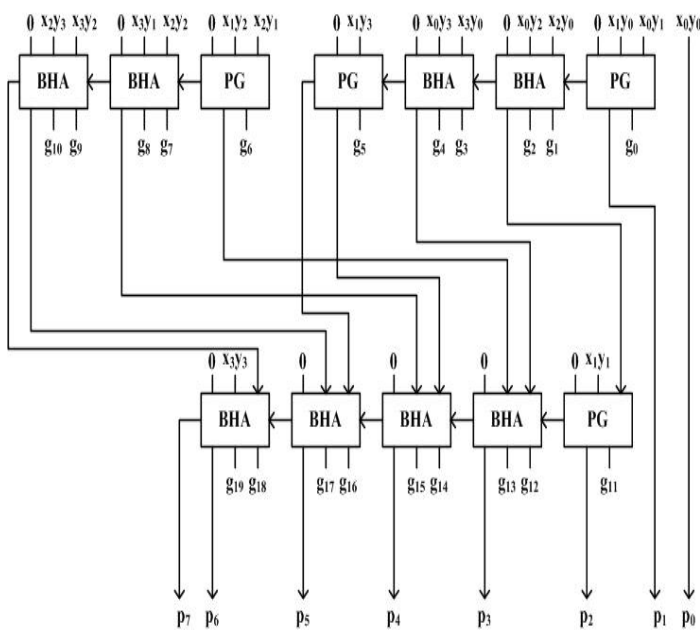 0 x₂y₃ x₃y₂ 0 x₃y₁ x₂y₂ 0 x₁y₂ x₂y₁ 0 x₁y₃ 0 x₀y₃ x₃y₀ 0 x₀y₂ x₂y₀ 0 x₁y₀ x₀y₁ x₀y₀
BHA BHA PG PG BHA BHA PG
g₁₀ g₉ g₈ g₇ g₆ g₅ g₄ g₃ g₂ g₁ g₀
0 x₃y₃ 0 0 0 0 x₁y₁
BHA BHA BHA BHA PG
g₁₉ g₁₈ g₁₇ g₁₆ g₁₅ g₁₄ g₁₃ g₁₂ g₁₁
p₇ p₆ p₅ p₄ p₃ p₂ p₁ p₀